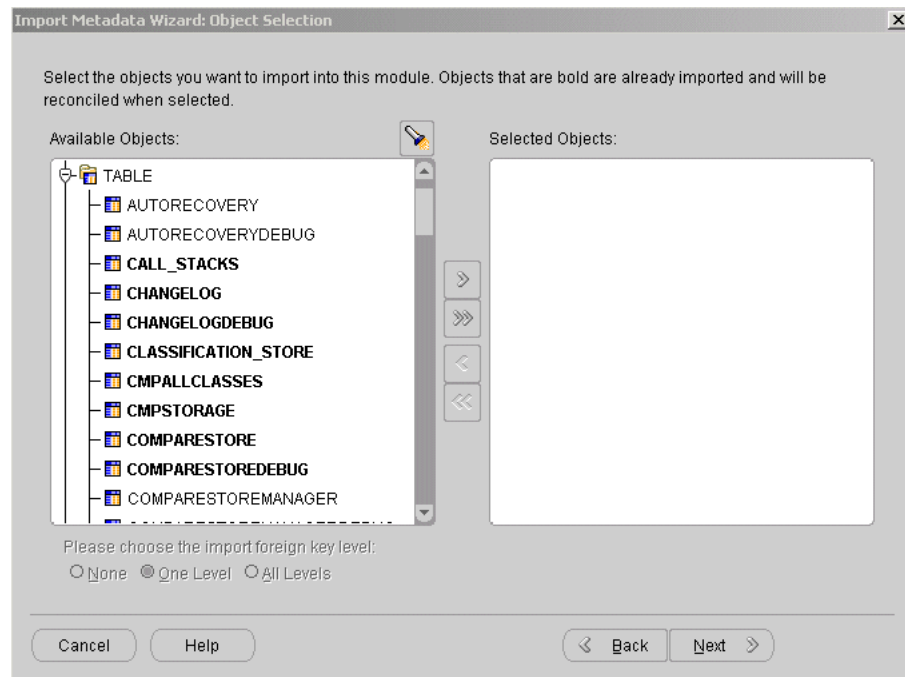 Import Metadata Wizard: Object Selection
Select the objects you want to import into this module. Objects that are bold are already imported and will be
reconciled when selected.
Available Objects:
Selected Objects:
TABLE
AUTORECOVERY
AUTORECOVERYDEBUG
CALL_STACKS
CHANGELOG
CHANGELOGDEBUG
CLASSIFICATION_STORE
CMPALLCLASSES
CMPSTORAGE
COMPARESTORE
COMPARESTOREDEBUG
COMPARESTOREMANAGER
Please choose the import foreign key level:
None One Level All Levels
Cancel Help Back Next